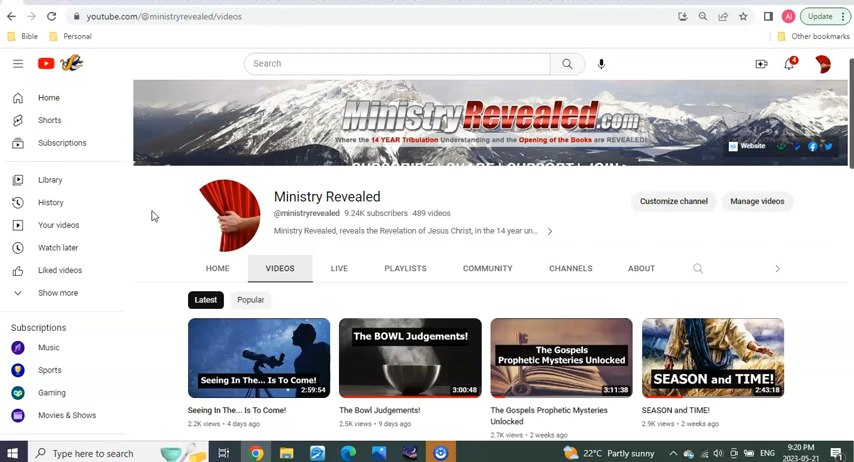 youtube.com/@ministryrevealed/videos
AI
Update
Bible
Personal
Other bookmarks
Search
4
Home
Shorts
Subscriptions
Library
History
Your videos
Watch later
Liked videos
Show more
Subscriptions
Music
Sports
Gaming
Movies & Shows
MinistryRevealed.com
Where the 14 YEAR Tribulation Understanding and the Opening of the Books are REVEALED!
SUBSCRIBE | SHARE | SUPPORT | JOIN
Website
Ministry Revealed
@ministryrevealed 9.24K subscribers 489 videos
Ministry Revealed, reveals the Revelation of Jesus Christ, in the 14 year un...
Customize channel
Manage videos
HOME
VIDEOS
LIVE
PLAYLISTS
COMMUNITY
CHANNELS
ABOUT
Latest
Popular
Seeing In The... Is To Come!
2:59:54
Seeing In The... Is To Come!
2.2K views • 4 days ago
The BOWL Judgements!
3:00:48
The Bowl Judgements!
2.5K views • 9 days ago
The Gospels
Prophetic Mysteries Unlocked
3:11:38
The Gospels Prophetic Mysteries
Unlocked
2.7K views • 2 weeks ago
SEASON and TIME!
2:43:18
SEASON and TIME!
2.9K views • 2 weeks ago
Type here to search
22°C Partly sunny
ENG
9:20 PM
2023-05-21
1